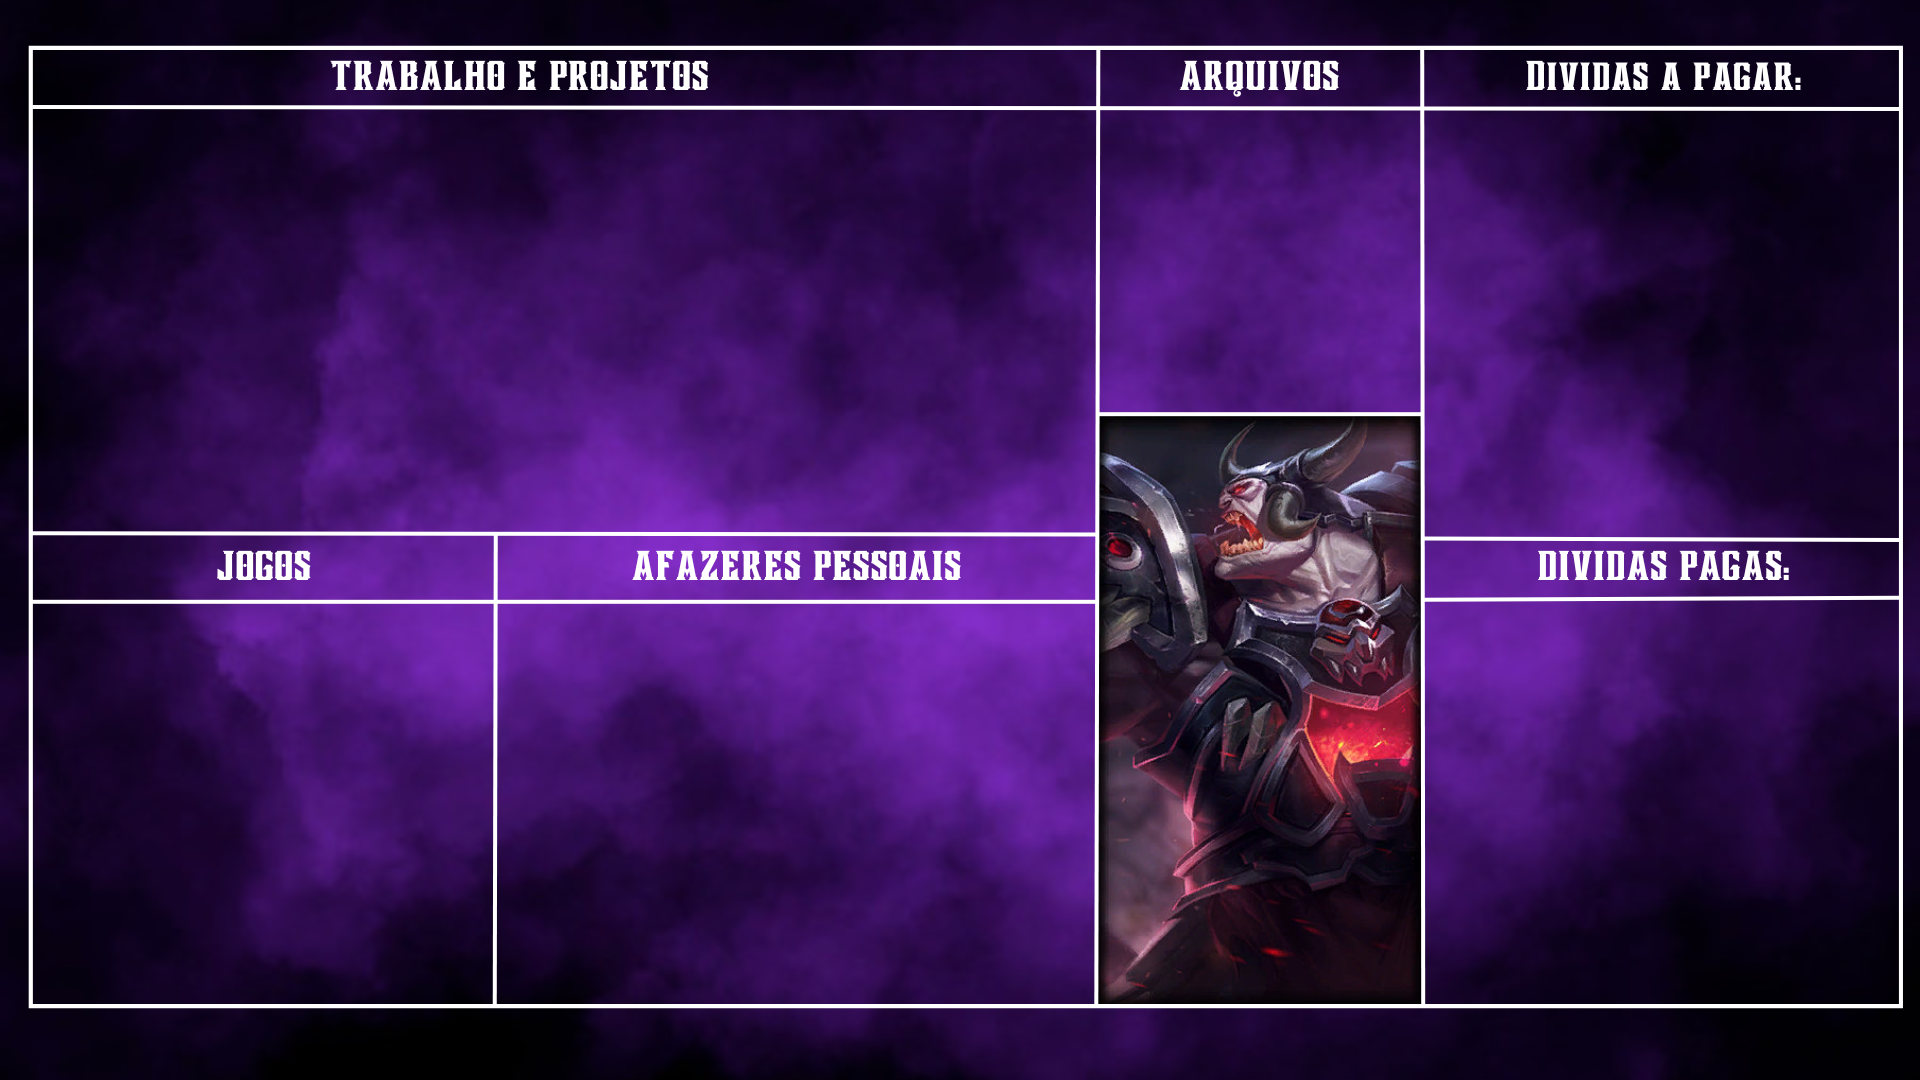 TRABALHO E PROJETOS
ARQUIVOS
DIVIDAS A PAGAR:
JOGOS
AFAZERES PESSOAIS
DIVIDAS PAGAS: